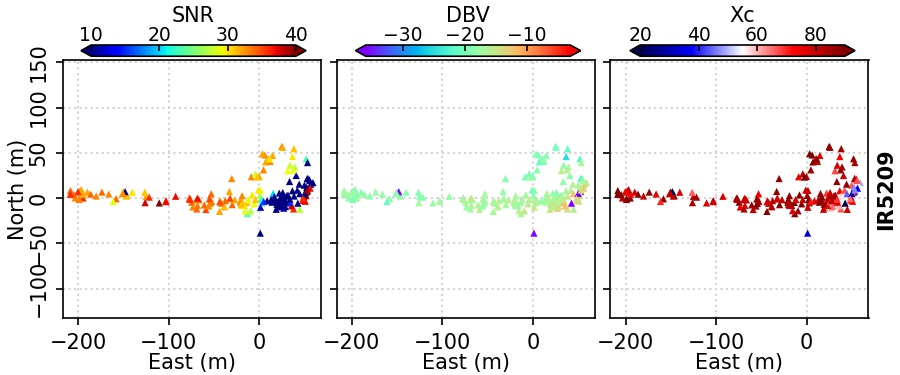 SNR DBV Xc
10 20 30 40 −30 −20 −10 20 40 60 80
150
100
50
0
−50
−100
North (m)
IR5209
−200 −100 0 −200 −100 0 −200 −100 0
East (m) East (m) East (m)